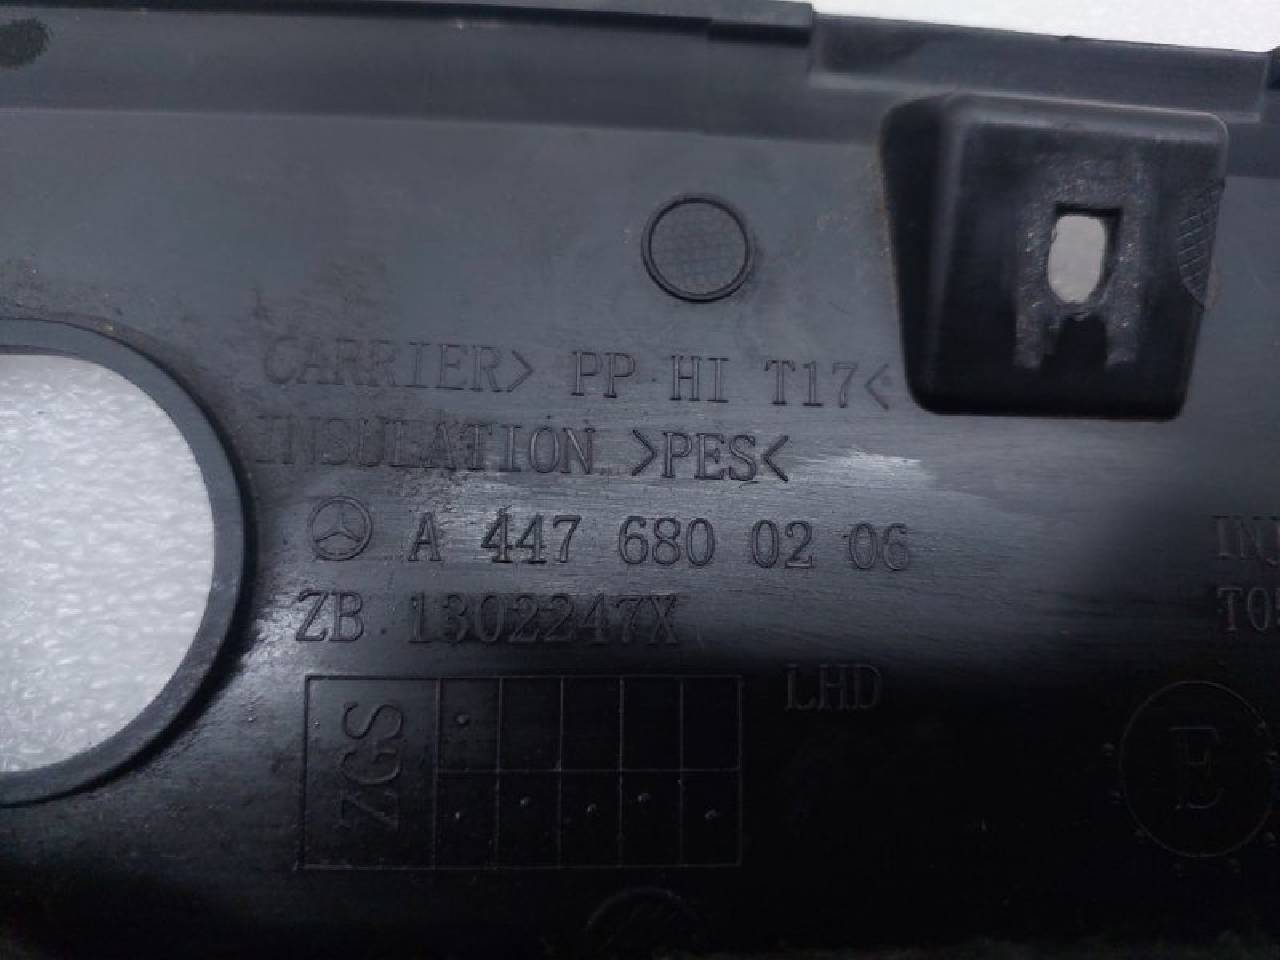 CARRIER> PP HI T17<
INSULATION >PES<
A 447 680 02 06
ZB 1302247X
LHD
ZGS
E